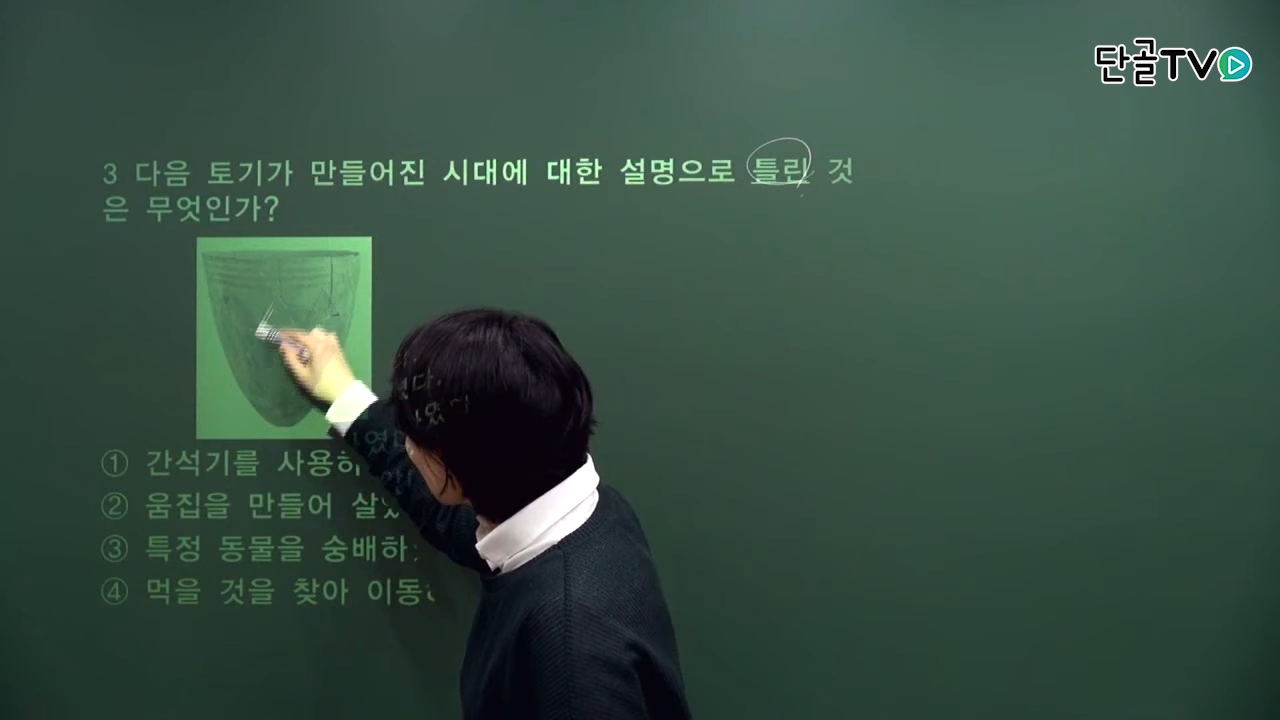 단골TV
3 다음 토기가 만들어진 시대에 대한 설명으로 틀린 것
은 무엇인가?
① 간석기를 사용하
② 움집을 만들어 살았
③ 특정 동물을 숭배하
④ 먹을 것을 찾아 이동